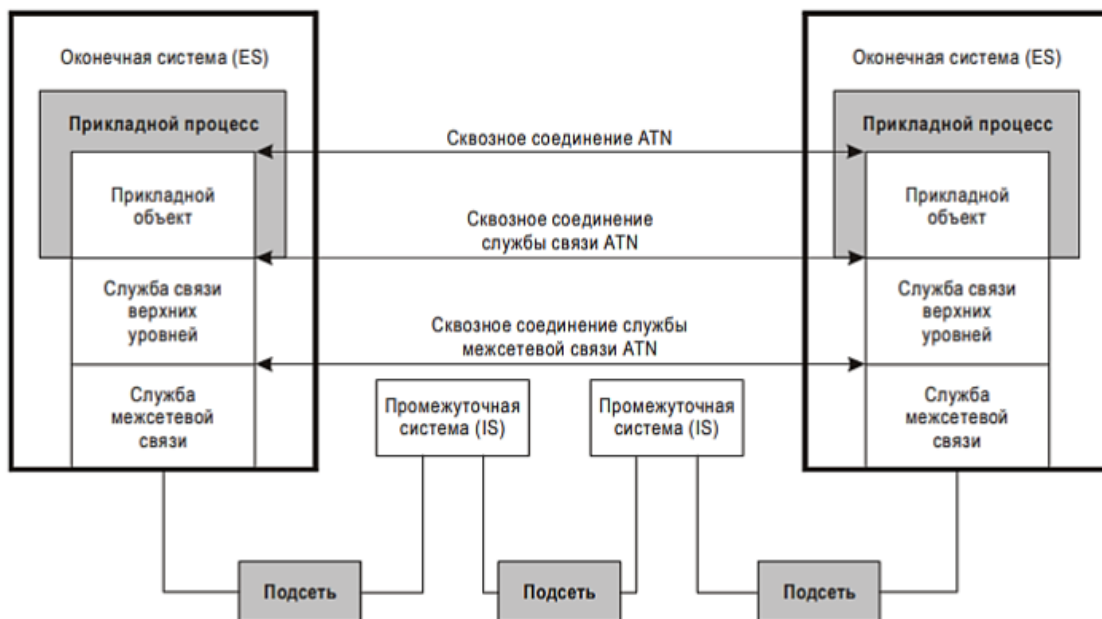 Оконечная система (ES)
Прикладной процесс
Прикладной
объект
Служба связи
верхних
уровней
Служба
межсетевой
связи
Сквозное соединение ATN
Сквозное соединение
службы связи ATN
Сквозное соединение службы
межсетевой связи ATN
Промежуточная
система (IS)
Промежуточная
система (IS)
Оконечная система (ES)
Прикладной процесс
Прикладной
объект
Служба связи
верхних
уровней
Служба
межсетевой
связи
Подсеть
Подсеть
Подсеть